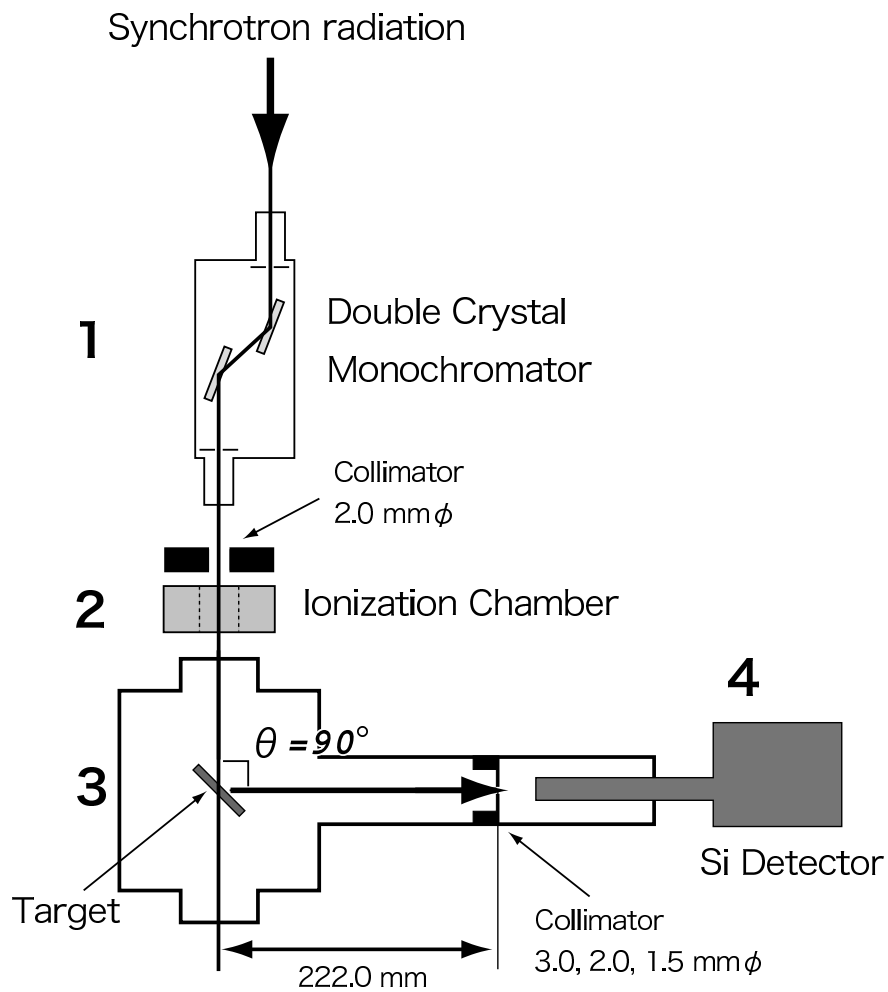 Synchrotron radiation
1
Double Crystal
Monochromator
Collimator
2.0 mmϕ
2
Ionization Chamber
4
θ =90°
3
Si Detector
Target
Collimator
3.0, 2.0, 1.5 mmϕ
222.0 mm